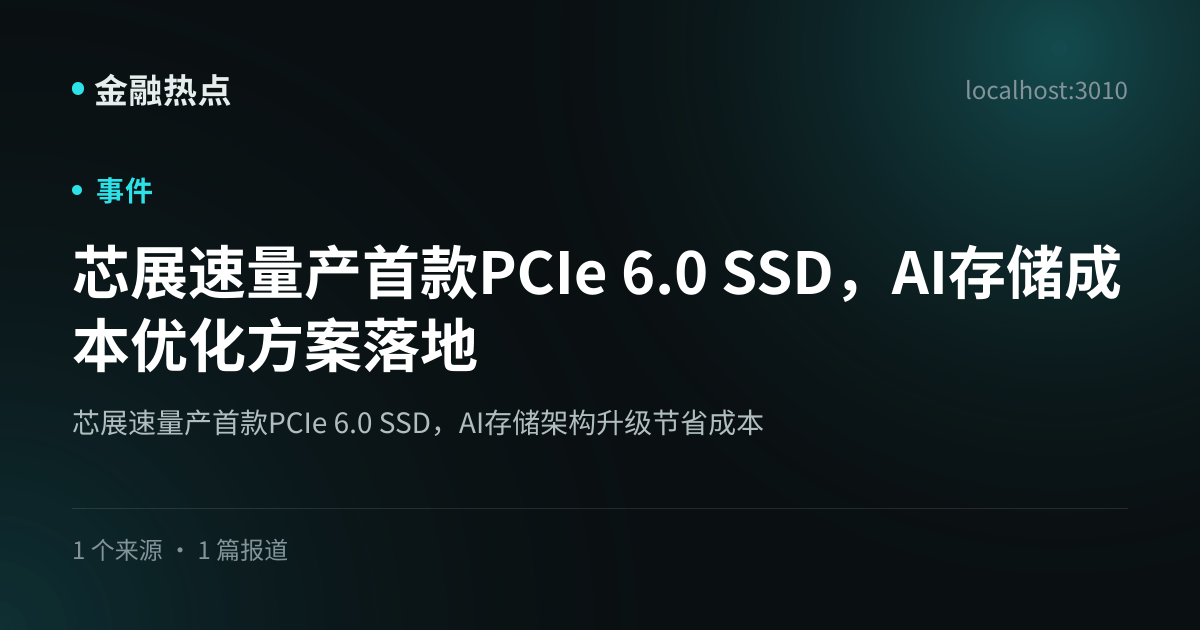 金融热点
localhost:3010
事件
芯展速量产首款PCIe 6.0 SSD，AI存储成
本优化方案落地
芯展速量产首款PCIe 6.0 SSD，AI存储架构升级节省成本
1 个来源 · 1 篇报道